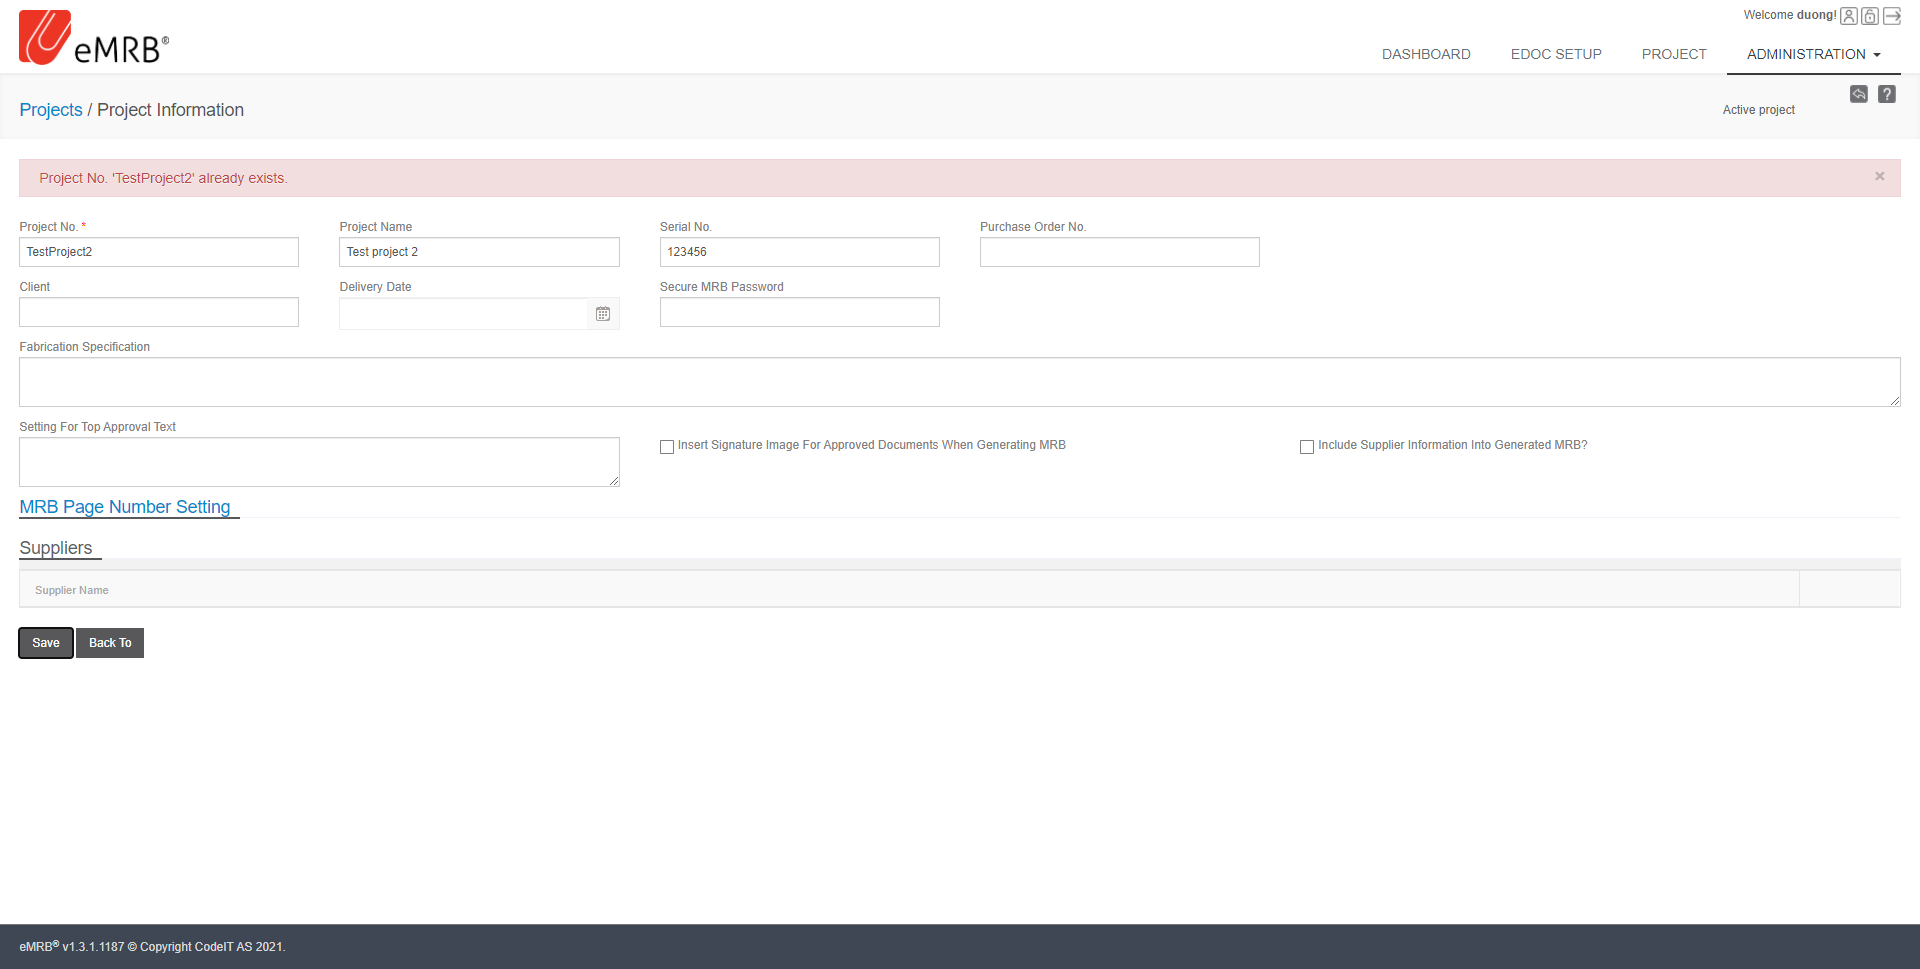 eMRB®
Welcome duong!
DASHBOARD EDOC SETUP PROJECT ADMINISTRATION
Projects / Project Information
Active project
?
Project No. 'TestProject2' already exists.
×
Project No. * Project Name Serial No. Purchase Order No.
TestProject2 Test project 2 123456
Client Delivery Date Secure MRB Password
Fabrication Specification
Setting For Top Approval Text
Insert Signature Image For Approved Documents When Generating MRB
Include Supplier Information Into Generated MRB?
MRB Page Number Setting
Suppliers
Supplier Name
Save Back To
eMRB® v1.3.1.1187 © Copyright CodeIT AS 2021.